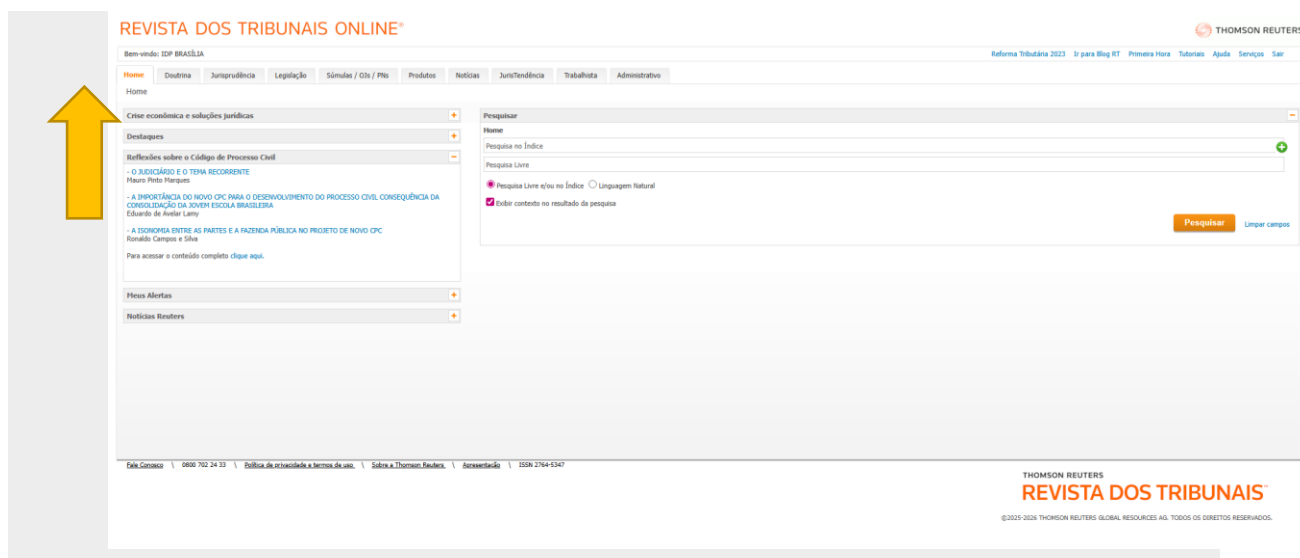 REVISTA DOS TRIBUNAIS ONLINE®
THOMSON REUTERS
Bem-vindo: IDP BRASÍLIA
Reforma Tributária 2023 Ir para Blog RT Primeira Hora Tutoriais Ajuda Serviços Sair
Home Doutrina Jurisprudência Legislação Súmulas / OJs / PNs Produtos Notícias JurisTendência Trabalhista Administrativo
Home
Crise econômica e soluções jurídicas +
Destaques +
Reflexões sobre o Código de Processo Civil −
- O JUDICIÁRIO E O TEMA RECORRENTE
Mauro Pinto Marques
- A IMPORTÂNCIA DO NOVO CPC PARA O DESENVOLVIMENTO DO PROCESSO CIVIL CONSEQUÊNCIA DA
CONSOLIDAÇÃO DA JOVEM ESCOLA BRASILEIRA
Eduardo de Avelar Lamy
- A ISONOMIA ENTRE AS PARTES E A FAZENDA PÚBLICA NO PROJETO DE NOVO CPC
Ronaldo Campos e Silva
Para acessar o conteúdo completo clique aqui.
Meus Alertas +
Notícias Reuters +
Pesquisar −
Home
Pesquisa no Índice
Pesquisa Livre
Pesquisa Livre e/ou no Índice Linguagem Natural
Exibir contexto no resultado da pesquisa
Pesquisar Limpar campos
Fale Conosco \ 0800 702 24 33 \ Política de privacidade e termos de uso \ Sobre a Thomson Reuters \ Apresentação \ ISSN 2764-5347
THOMSON REUTERS
REVISTA DOS TRIBUNAIS™
©2025-2026 THOMSON REUTERS GLOBAL RESOURCES AG. TODOS OS DIREITOS RESERVADOS.